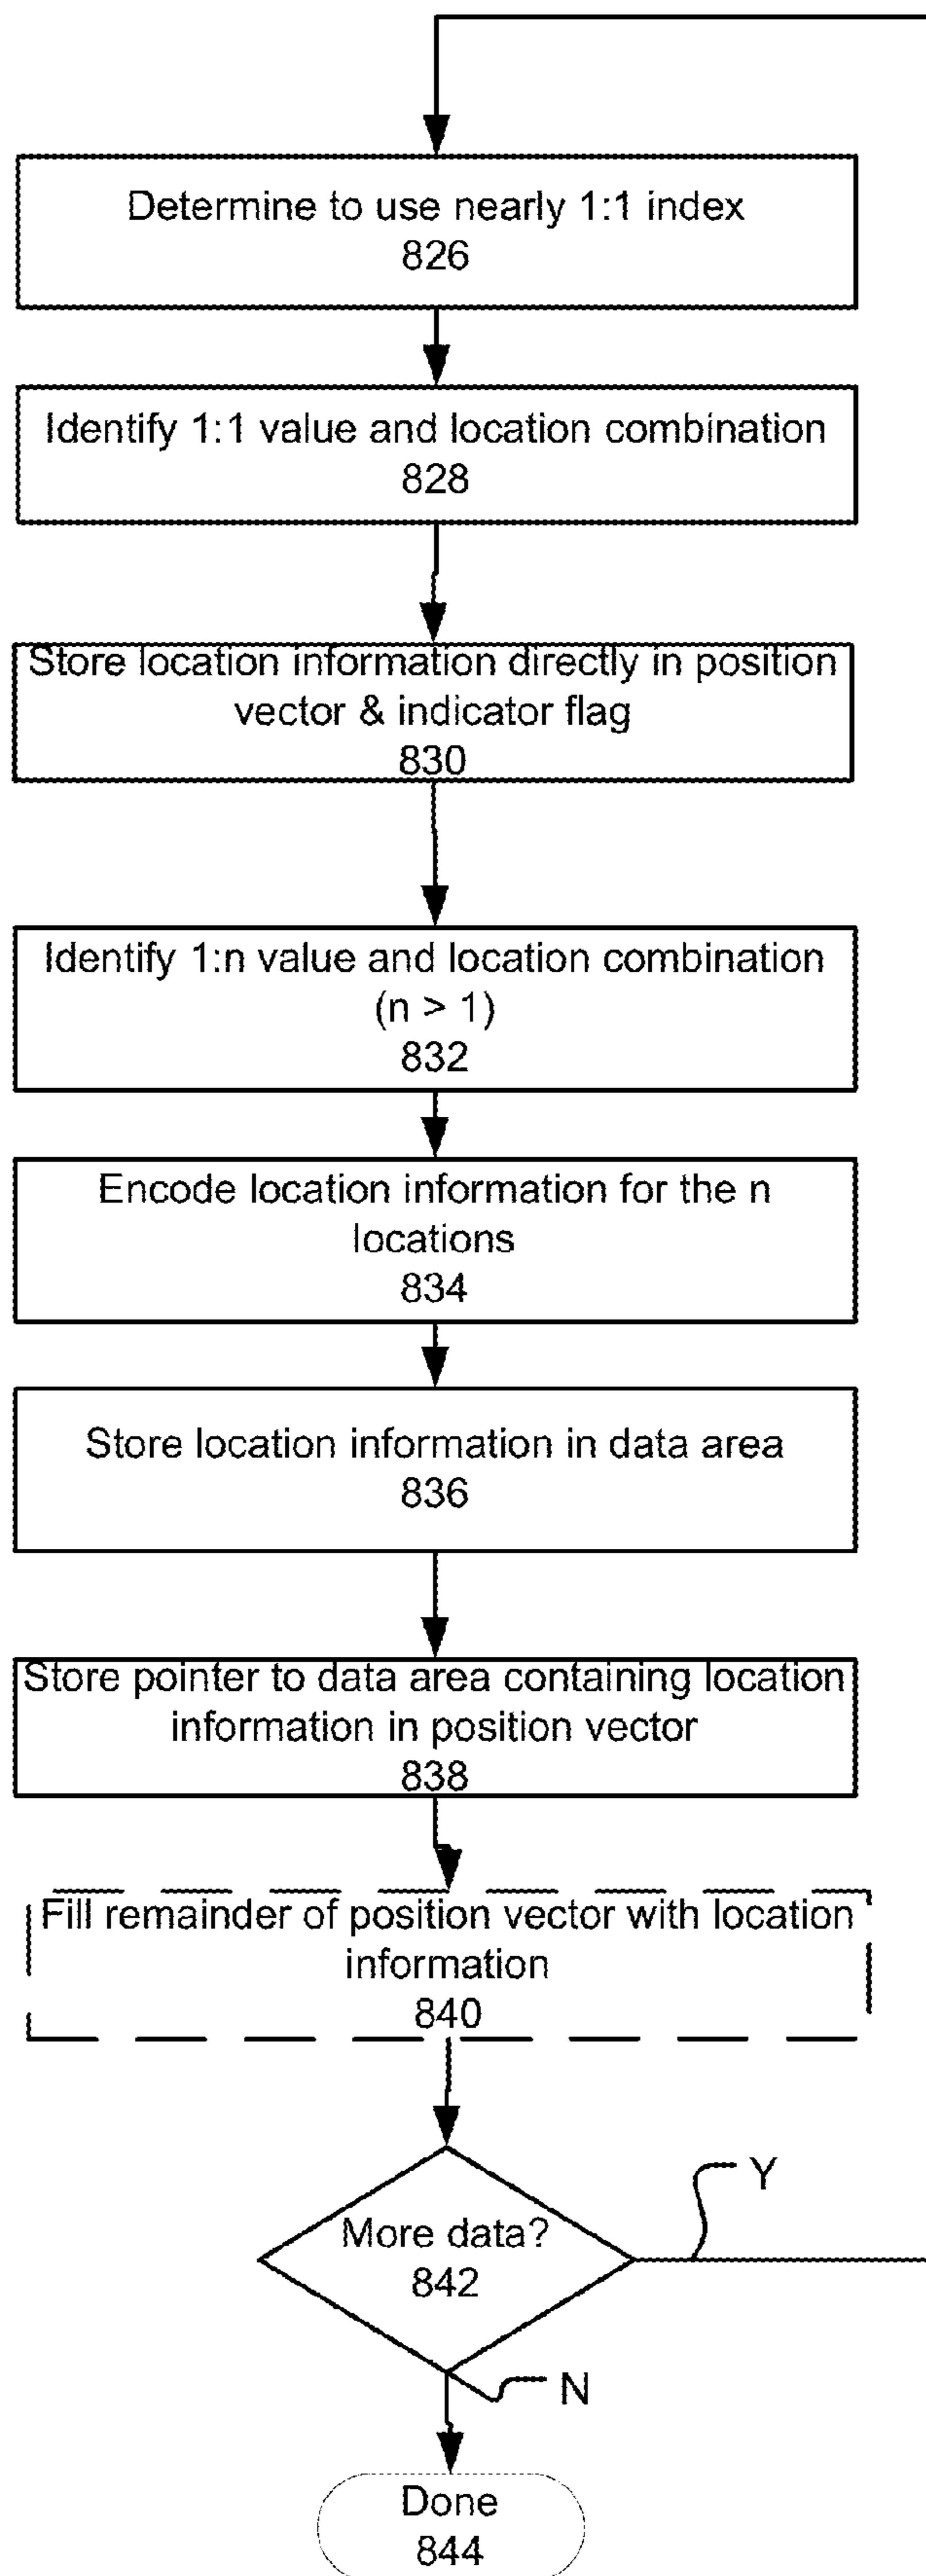 Determine to use nearly 1:1 index
826
Identify 1:1 value and location combination
828
Store location information directly in position
vector & indicator flag
830
Identify 1:n value and location combination
(n > 1)
832
Encode location information for the n
locations
834
Store location information in data area
836
Store pointer to data area containing location
information in position vector
838
Fill remainder of position vector with location
information
840
Y
More data?
842
N
Done
844